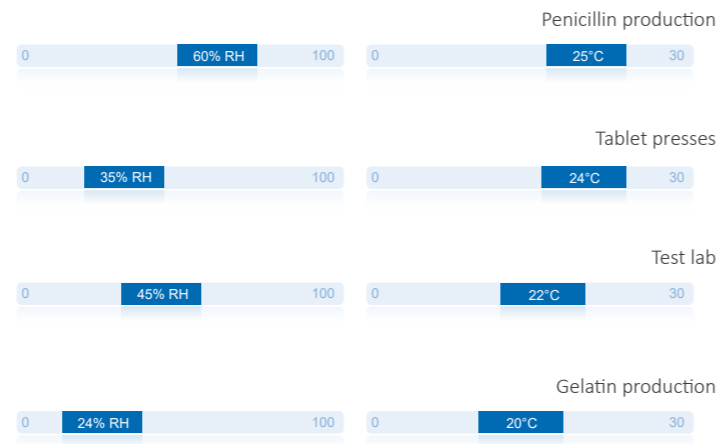 Penicillin production
0 60% RH 100 0 25°C 30
Tablet presses
0 35% RH 100 0 24°C 30
Test lab
0 45% RH 100 0 22°C 30
Gelatin production
0 24% RH 100 0 20°C 30